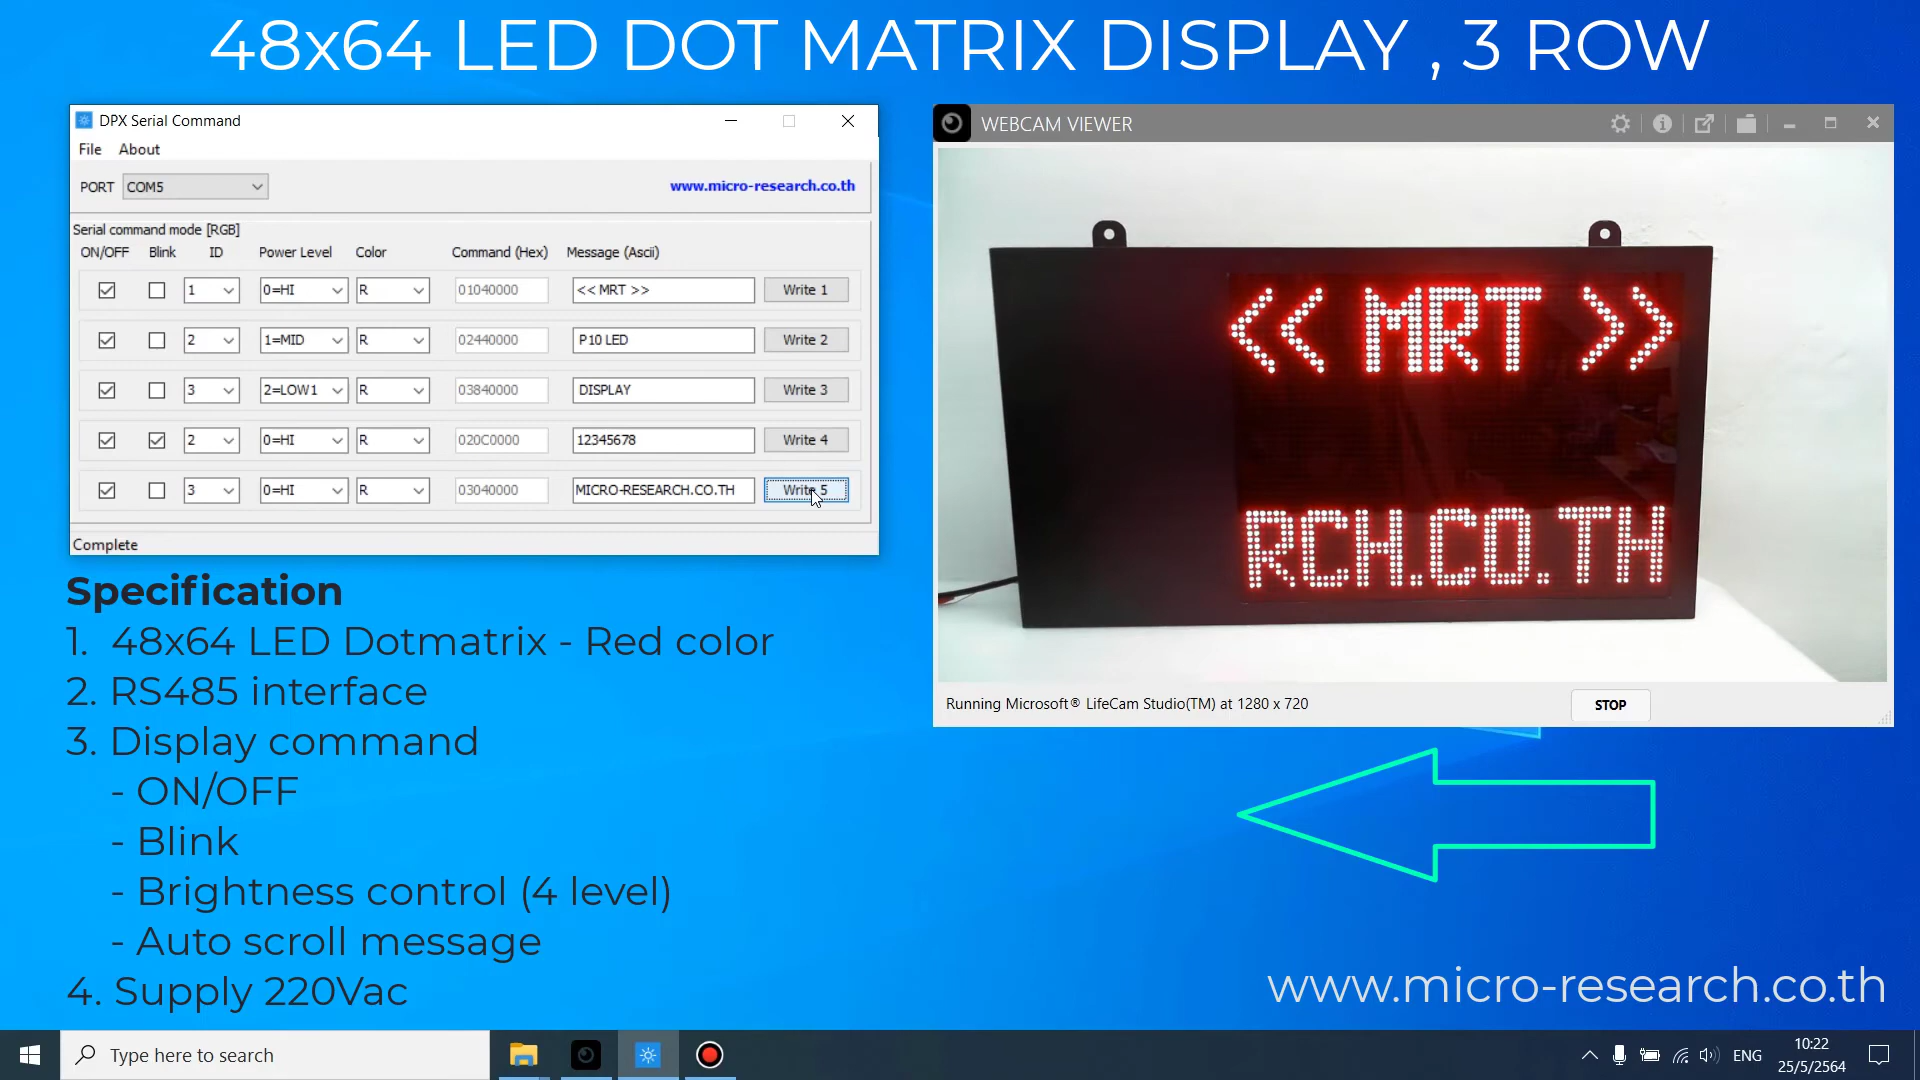 48x64 LED DOT MATRIX DISPLAY , 3 ROW
DPX Serial Command
File About
PORT COM5 www.micro-research.co.th
Serial command mode [RGB]
ON/OFF Blink ID Power Level Color Command (Hex) Message (Ascii)
1 0=HI R 01040000 << MRT >> Write 1
2 1=MID R 02440000 P10 LED Write 2
3 2=LOW1 R 03840000 DISPLAY Write 3
2 0=HI R 020C0000 12345678 Write 4
3 0=HI R 03040000 MICRO-RESEARCH.CO.TH Write 5
Complete
WEBCAM VIEWER
<< MRT >>
RCH.CO.TH
Running Microsoft® LifeCam Studio(TM) at 1280 x 720 STOP
Specification
1. 48x64 LED Dotmatrix - Red color
2. RS485 interface
3. Display command
- ON/OFF
- Blink
- Brightness control (4 level)
- Auto scroll message
4. Supply 220Vac
www.micro-research.co.th
Type here to search
ENG
10:22
25/5/2564